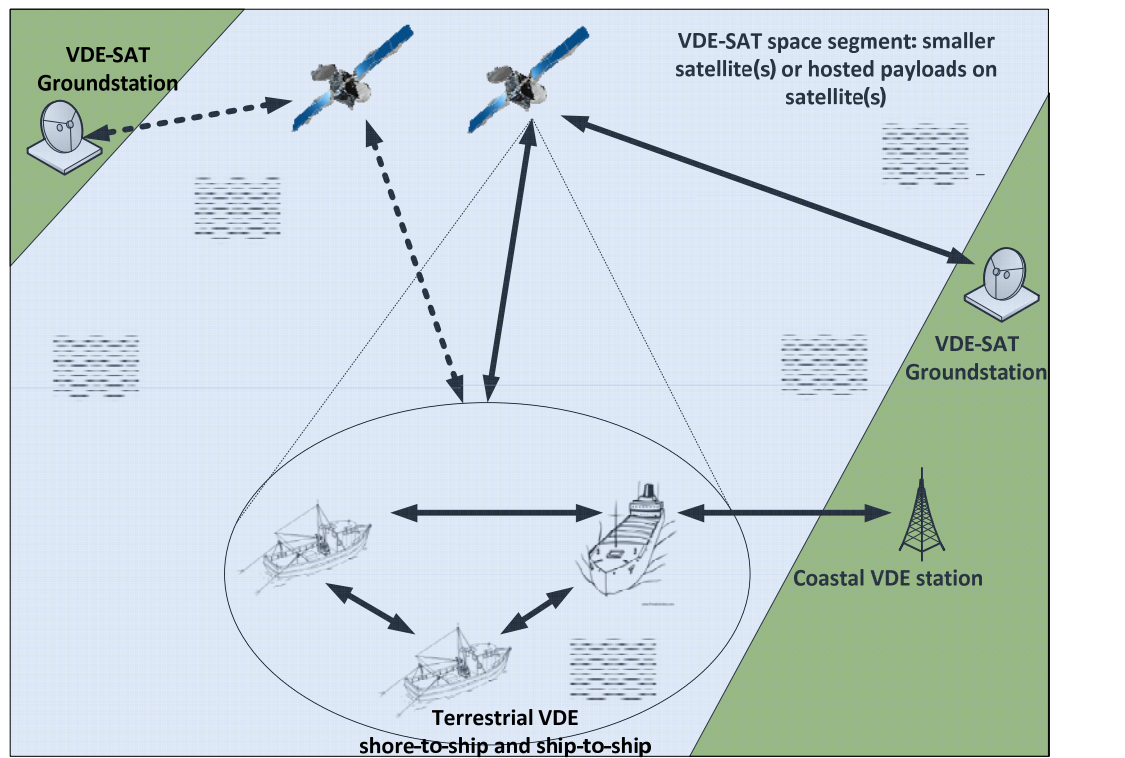 VDE-SAT
Groundstation
VDE-SAT space segment: smaller
satellite(s) or hosted payloads on
satellite(s)
VDE-SAT
Groundstation
Coastal VDE station
Terrestrial VDE
shore-to-ship and ship-to-ship